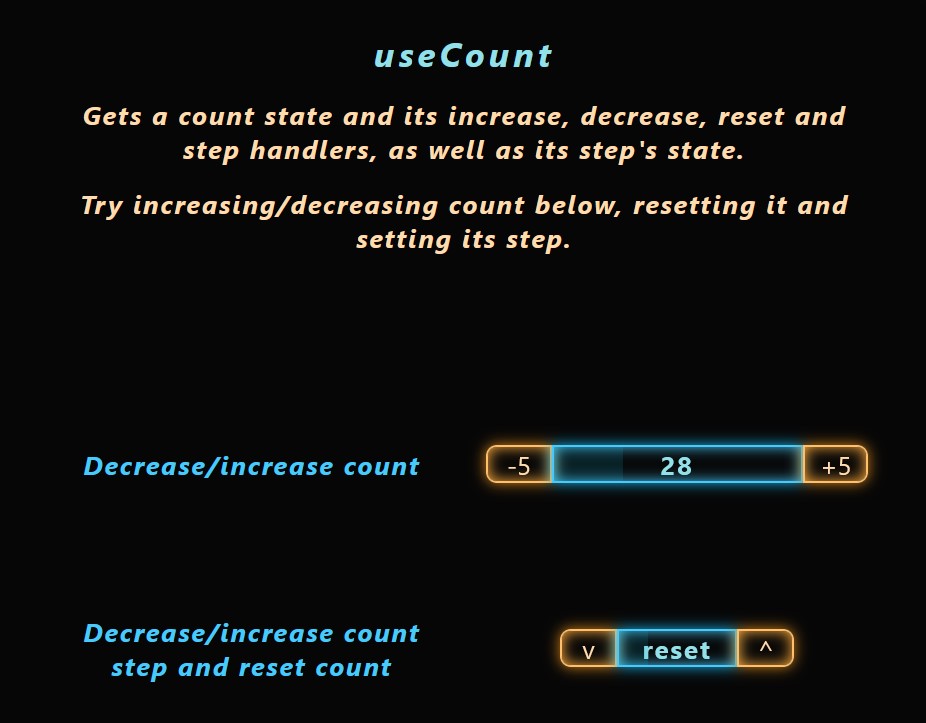 useCount
Gets a count state and its increase, decrease, reset and
step handlers, as well as its step's state.
Try increasing/decreasing count below, resetting it and
setting its step.
Decrease/increase count
-5 28 +5
Decrease/increase count
step and reset count
v reset ^